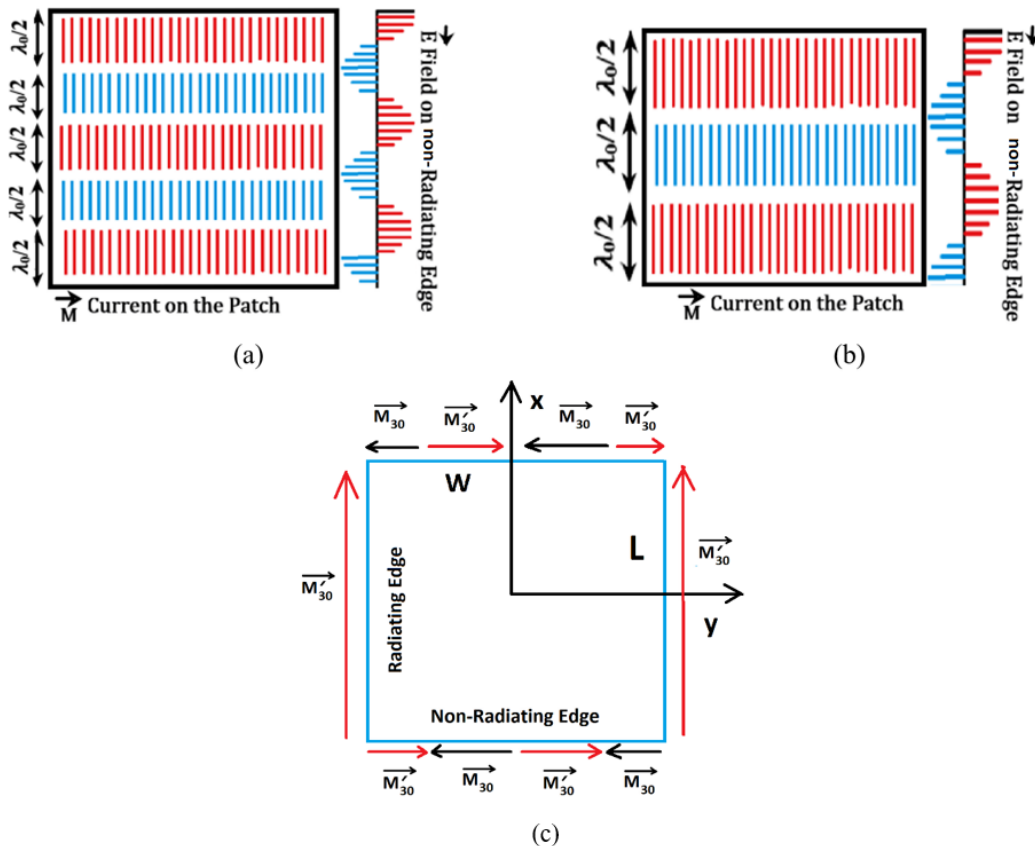 λ₀/2
λ₀/2
λ₀/2
λ₀/2
λ₀/2
E Field on non-Radiating Edge
M Current on the Patch
(a)
λ₀/2
λ₀/2
λ₀/2
E Field on non-Radiating Edge
M Current on the Patch
(b)
x
M₃₀ M′₃₀ M₃₀ M′₃₀
W
Radiating Edge
L
M′₃₀ M′₃₀
y
Non-Radiating Edge
M′₃₀ M₃₀ M′₃₀ M₃₀
(c)